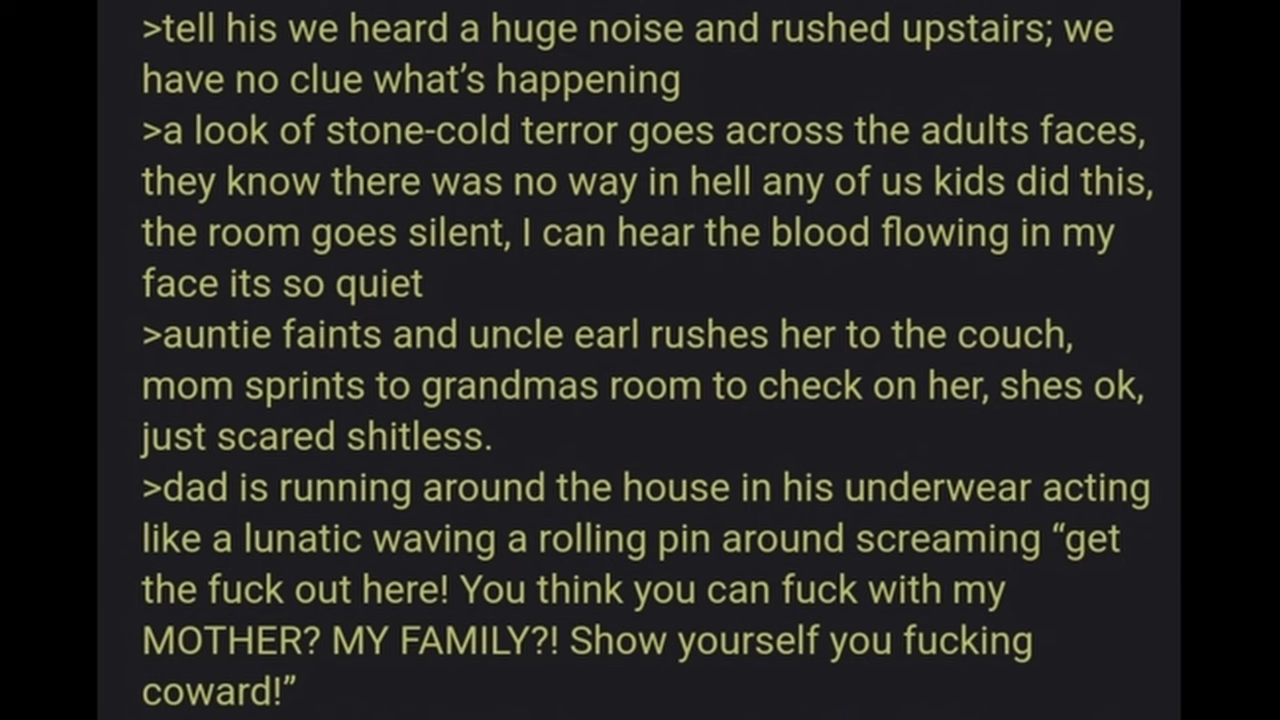 >tell his we heard a huge noise and rushed upstairs; we
have no clue what’s happening
>a look of stone-cold terror goes across the adults faces,
they know there was no way in hell any of us kids did this,
the room goes silent, I can hear the blood flowing in my
face its so quiet
>auntie faints and uncle earl rushes her to the couch,
mom sprints to grandmas room to check on her, shes ok,
just scared shitless.
>dad is running around the house in his underwear acting
like a lunatic waving a rolling pin around screaming “get
the fuck out here! You think you can fuck with my
MOTHER? MY FAMILY?! Show yourself you fucking
coward!”